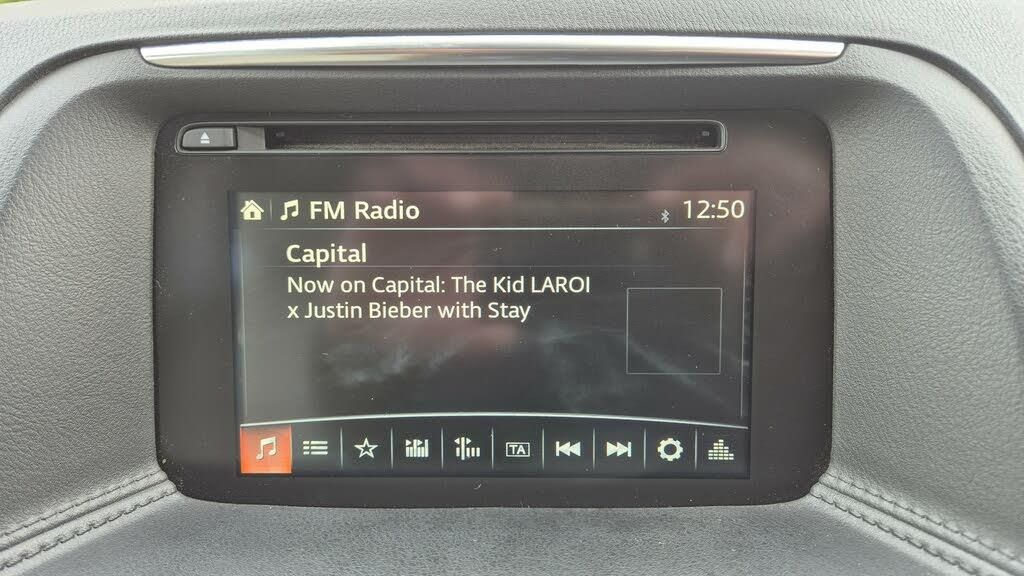 FM Radio 12:50
Capital
Now on Capital: The Kid LAROI
x Justin Bieber with Stay
TA